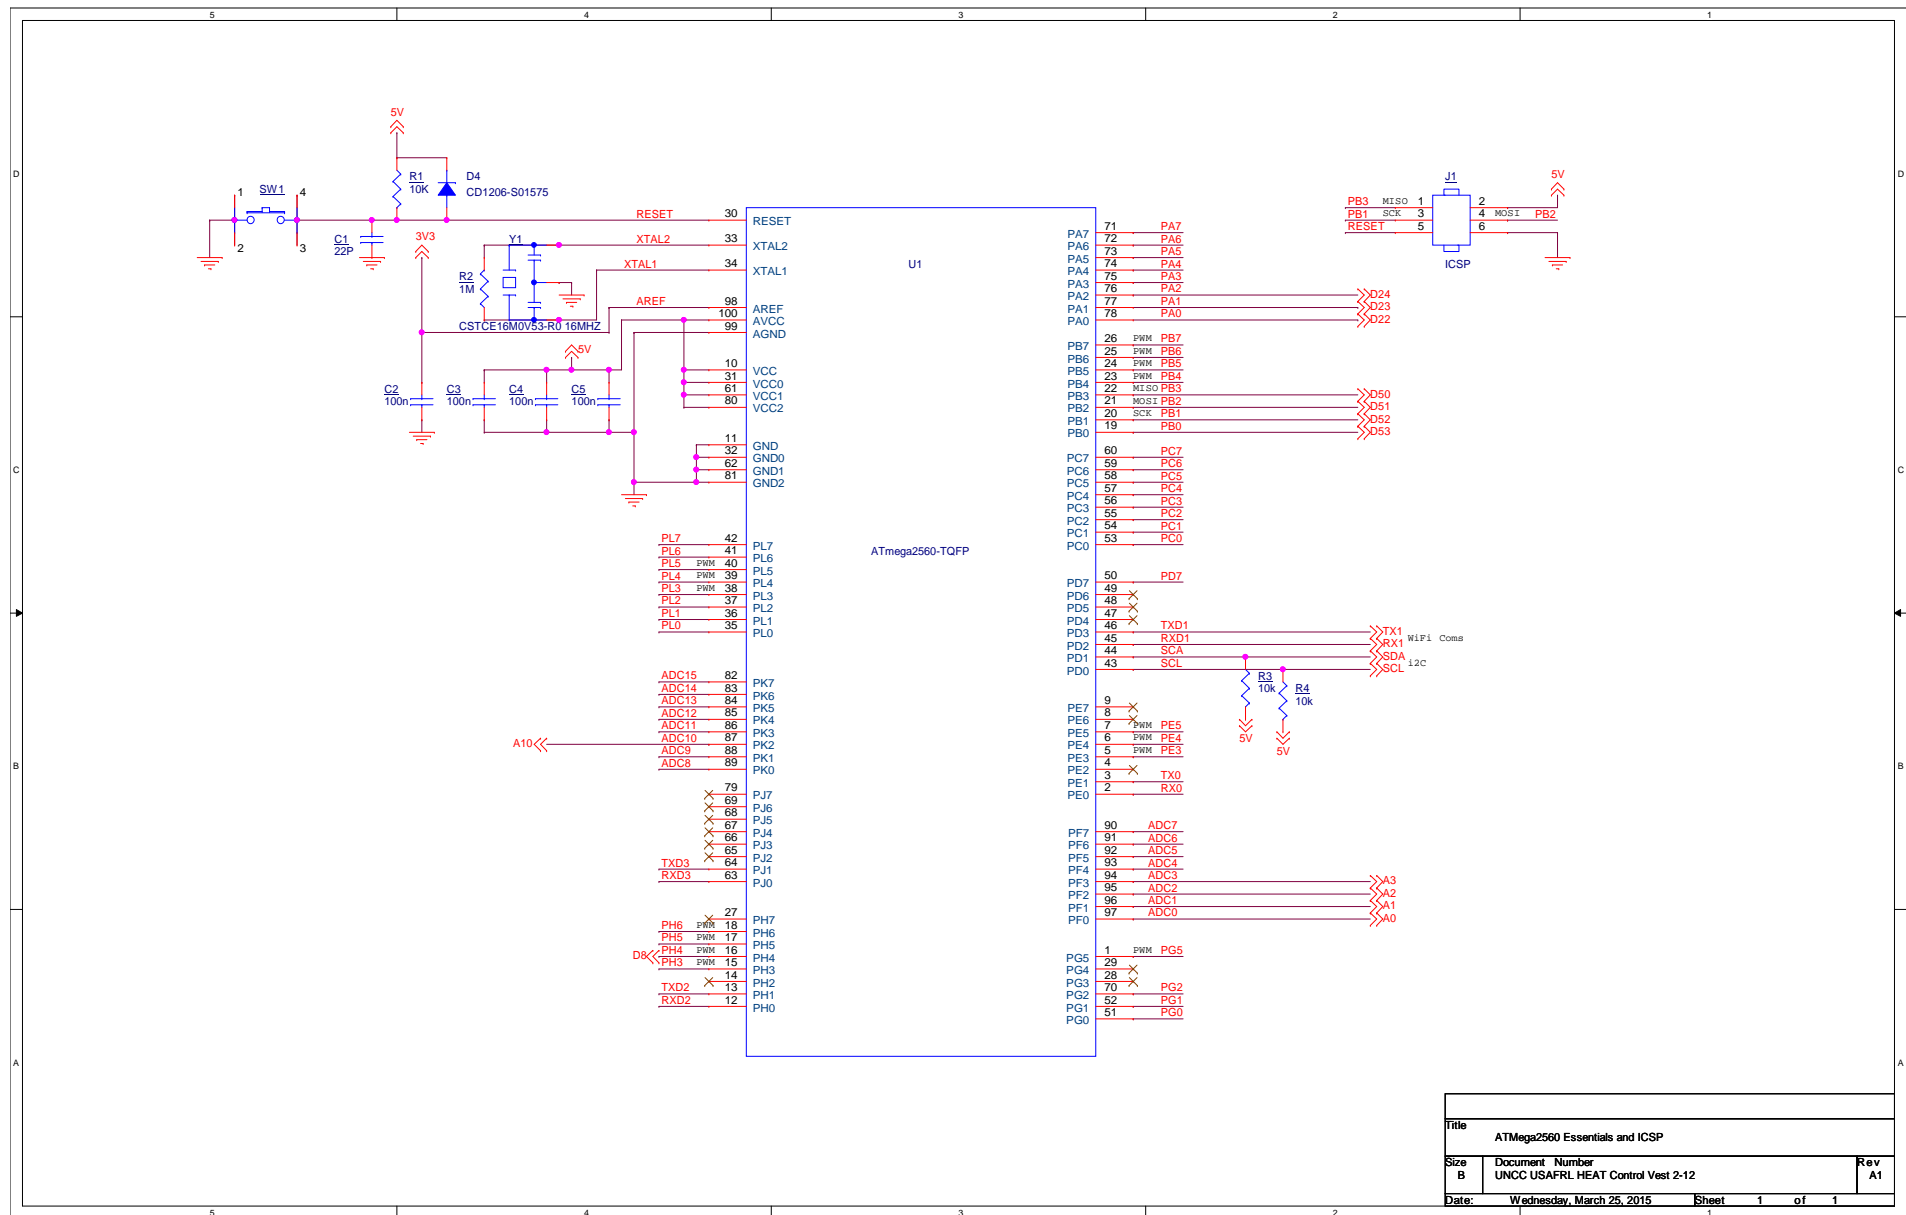 5 4 3 2 1
D
C
B
A
D
C
B
A
5V
R1
10K
D4
CD1206-S01575
SW1
1
4
2
3
C1
22P
3V3
R2
1M
Y1
CSTCE16M0V53-R0 16MHZ
5V
C2
100n
C3
100n
C4
100n
C5
100n
U1
ATmega2560-TQFP
RESET 30 RESET
XTAL2 33 XTAL2
XTAL1 34 XTAL1
AREF 98 AREF
100 AVCC
99 AGND
10 VCC
31 VCC0
61 VCC1
80 VCC2
11 GND
32 GND0
62 GND1
81 GND2
PL7 42 PL7
PL6 41 PL6
PL5 PWM 40 PL5
PL4 PWM 39 PL4
PL3 PWM 38 PL3
PL2 37 PL2
PL1 36 PL1
PL0 35 PL0
ADC15 82 PK7
ADC14 83 PK6
ADC13 84 PK5
ADC12 85 PK4
ADC11 86 PK3
A10 ADC10 87 PK2
ADC9 88 PK1
ADC8 89 PK0
79 PJ7
69 PJ6
68 PJ5
67 PJ4
66 PJ3
65 PJ2
TXD3 64 PJ1
RXD3 63 PJ0
27 PH7
PH6 PWM 18 PH6
PH5 PWM 17 PH5
D8 PH4 PWM 16 PH4
PH3 PWM 15 PH3
14 PH2
TXD2 13 PH1
RXD2 12 PH0
PA7 71 PA7
PA6 72 PA6
PA5 73 PA5
PA4 74 PA4
PA3 75 PA3
PA2 76 PA2 D24
PA1 77 PA1 D23
PA0 78 PA0 D22
PB7 26 PWM PB7
PB6 25 PWM PB6
PB5 24 PWM PB5
PB4 23 PWM PB4
PB3 22 MISO PB3 D50
PB2 21 MOSI PB2 D51
PB1 20 SCK PB1 D52
PB0 19 PB0 D53
PC7 60 PC7
PC6 59 PC6
PC5 58 PC5
PC4 57 PC4
PC3 56 PC3
PC2 55 PC2
PC1 54 PC1
PC0 53 PC0
PD7 50 PD7
PD6 49
PD5 48
PD4 47
PD3 46 TXD1 TX1
PD2 45 RXD1 RX1
WiFi Coms
PD1 44 SCA SDA
PD0 43 SCL SCL
i2C
R3
10k
5V
R4
10k
5V
PE7 9
PE6 8
PE5 7 PWM PE5
PE4 6 PWM PE4
PE3 5 PWM PE3
PE2 4
PE1 3 TX0
PE0 2 RX0
PF7 90 ADC7
PF6 91 ADC6
PF5 92 ADC5
PF4 93 ADC4
PF3 94 ADC3 A3
PF2 95 ADC2 A2
PF1 96 ADC1 A1
PF0 97 ADC0 A0
PG5 1 PWM PG5
PG4 29
PG3 28
PG2 70 PG2
PG1 52 PG1
PG0 51 PG0
J1
5V
PB3 MISO 1 2
PB1 SCK 3 4 MOSI PB2
RESET 5 6
ICSP
Title
ATMega2560 Essentials and ICSP
Size Document Number Rev
B UNCC USAFRL HEAT Control Vest 2-12 A1
Date: Wednesday, March 25, 2015 Sheet 1 of 1
5 4 3 2 1